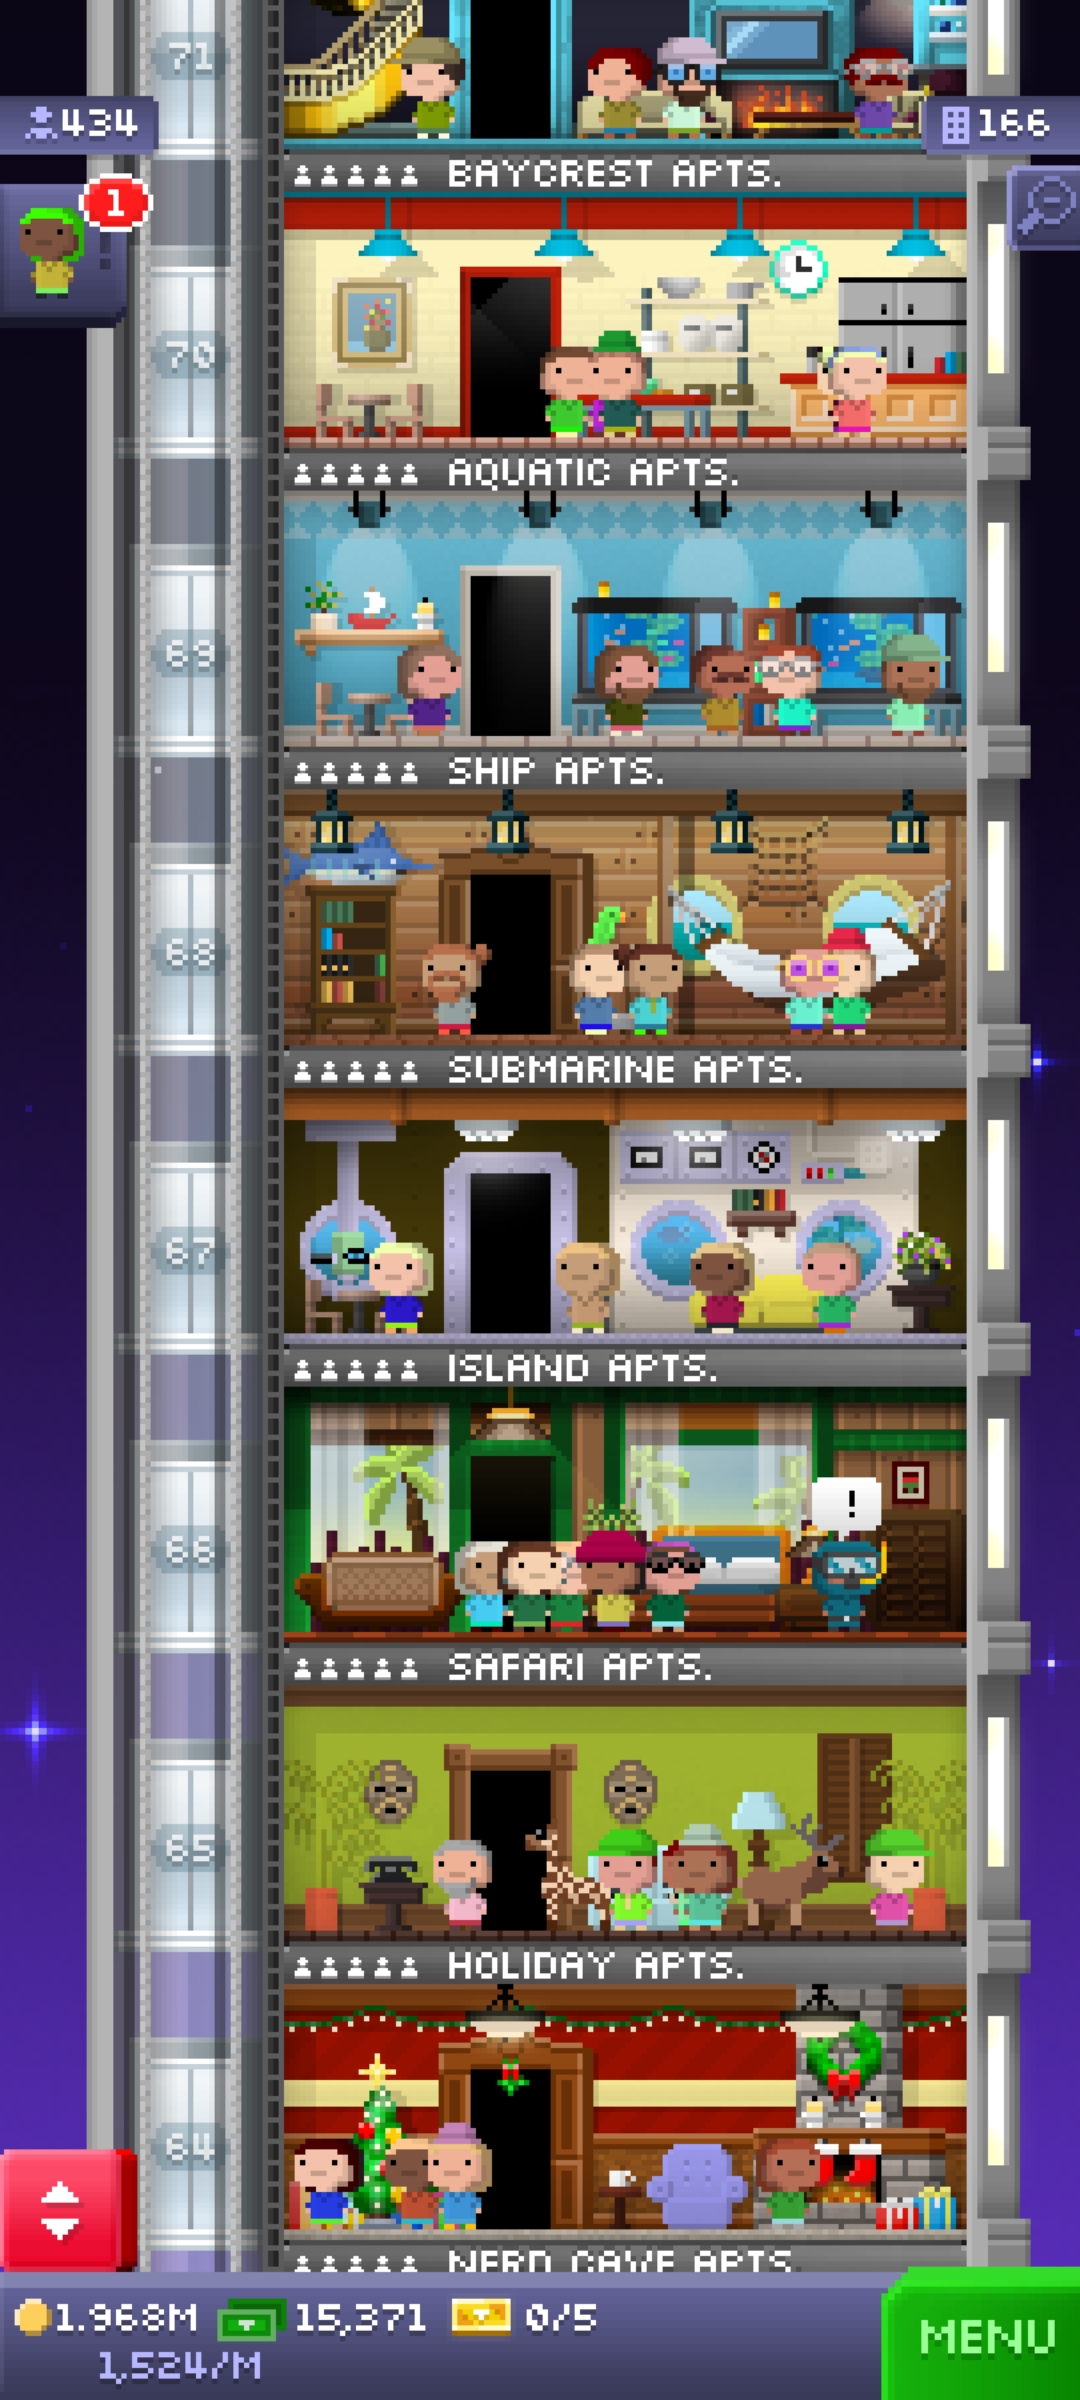 71
434
166
BAYCREST APTS.
1
70
AQUATIC APTS.
69
SHIP APTS.
68
SUBMARINE APTS.
67
ISLAND APTS.
!
66
SAFARI APTS.
65
HOLIDAY APTS.
64
NERD CAVE APTS.
1.968M 15,371 0/5
1,524/M
MENU